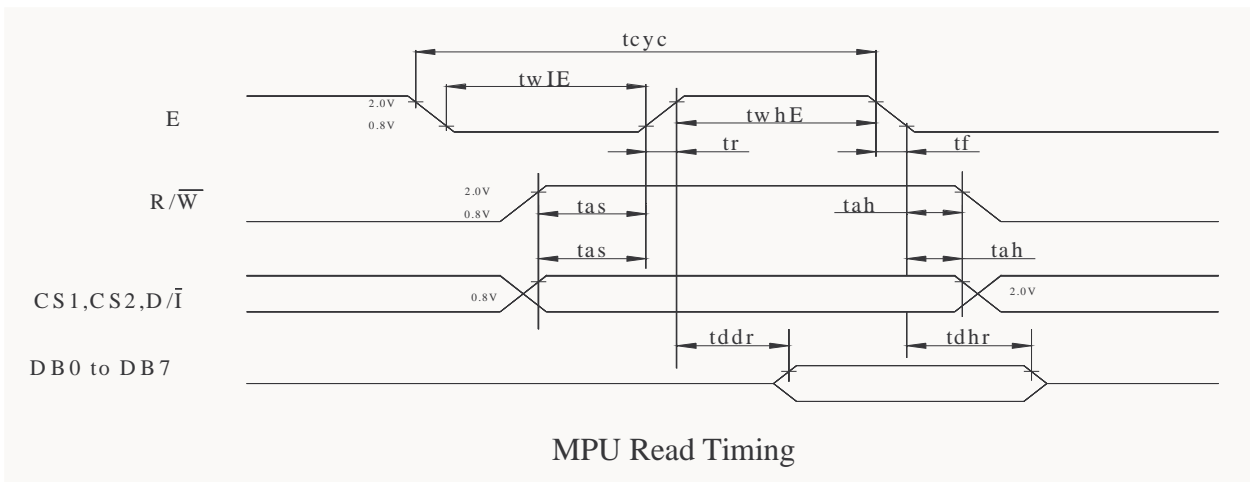 tcyc
twIE
2.0V
E
0.8V
twhE
tr
tf
R/W̅
2.0V
0.8V
tas
tah
tas
tah
CS1,CS2,D/I̅
0.8V
2.0V
tddr
tdhr
DB0 to DB7
MPU Read Timing